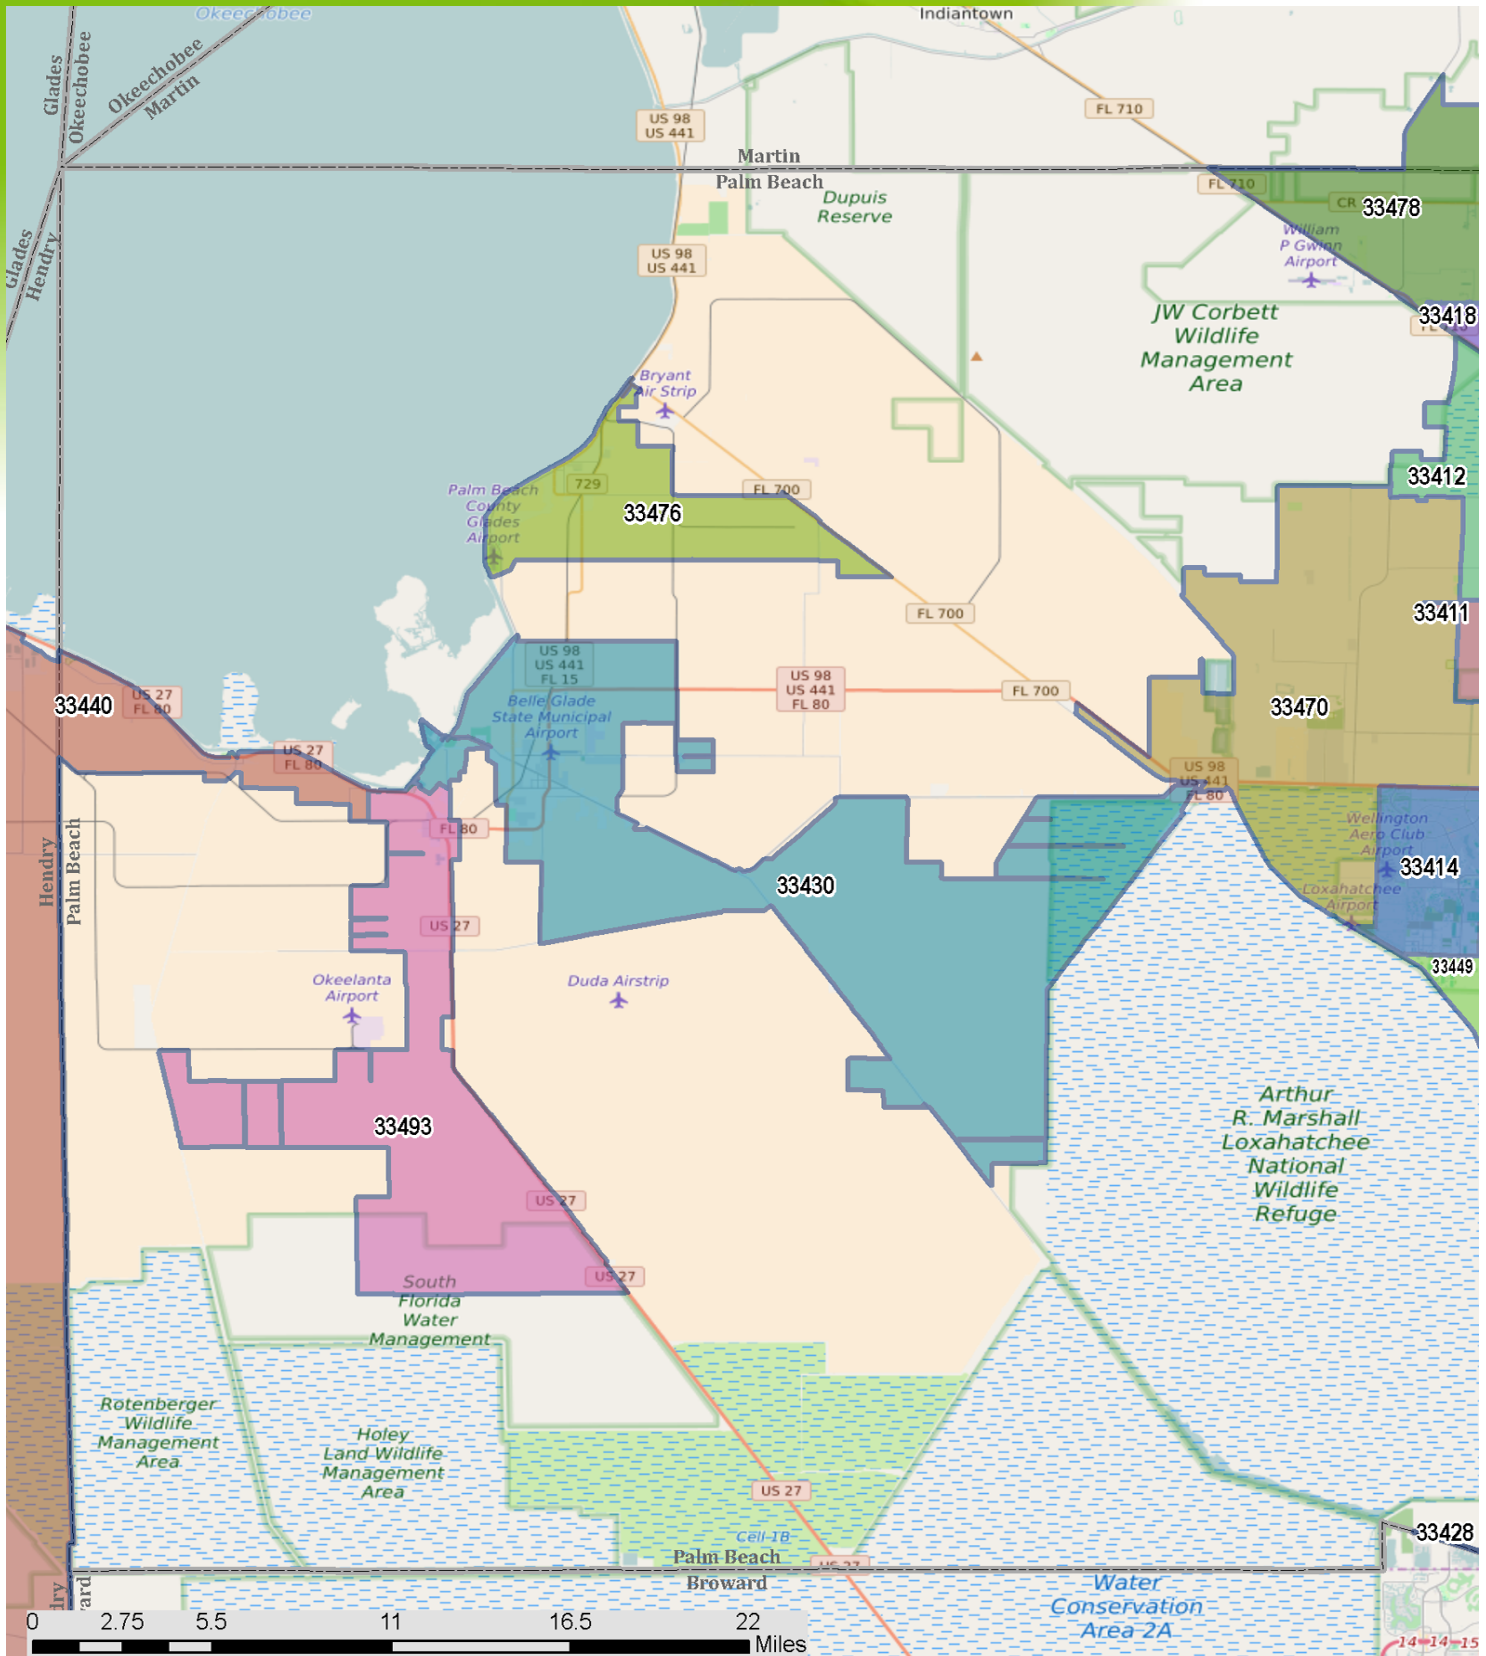 Okeechobee
Indiantown
Glades
Okeechobee
Okeechobee
Martin
US 98
US 441
FL 710
Martin
Palm Beach
FL 710
CR
33478
Dupuis
Reserve
William
P Gwinn
Airport
Glades
Hendry
US 98
US 441
33418
JW Corbett
Wildlife
Management
Area
Bryant
Air Strip
729
FL 700
33412
Palm Beach
County
Glades
Airport
33476
FL 700
33411
US 98
US 441
FL 15
US 98
US 441
FL 80
FL 700
33440
US 27
FL 80
Belle Glade
State Municipal
Airport
33470
US 27
FL 80
US 98
US 441
FL 80
FL 80
Wellington
Aero Club
Airport
33414
Hendry
Palm Beach
33430
Loxahatchee
Airport
US 27
33449
Okeelanta
Airport
Duda Airstrip
33493
Arthur
R. Marshall
Loxahatchee
National
Wildlife
Refuge
US 27
US 27
South
Florida
Water
Management
Rotenberger
Wildlife
Management
Area
Holey
Land Wildlife
Management
Area
US 27
Cell 1B
33428
Palm Beach
Broward
US 27
Water
Conservation
Area 2A
dry
vard
0 2.75 5.5 11 16.5 22
Miles
14 14 15